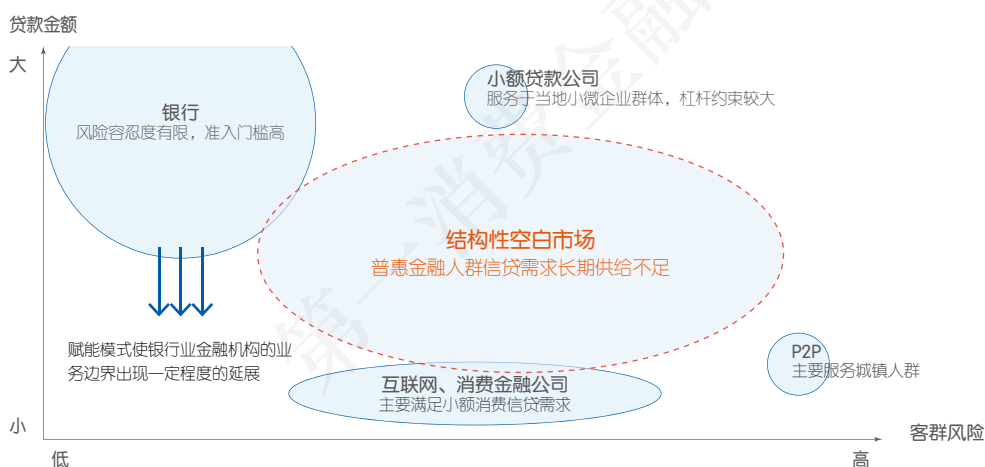 贷款金额
大
小额贷款公司
服务于当地小微企业群体，杠杆约束较大
银行
风险容忍度有限，准入门槛高
结构性空白市场
普惠金融人群信贷需求长期供给不足
赋能模式使银行业金融机构的业
务边界出现一定程度的延展
P2P
主要服务城镇人群
互联网、消费金融公司
主要满足小额消费信贷需求
小
客群风险
低
高
第一消费金融